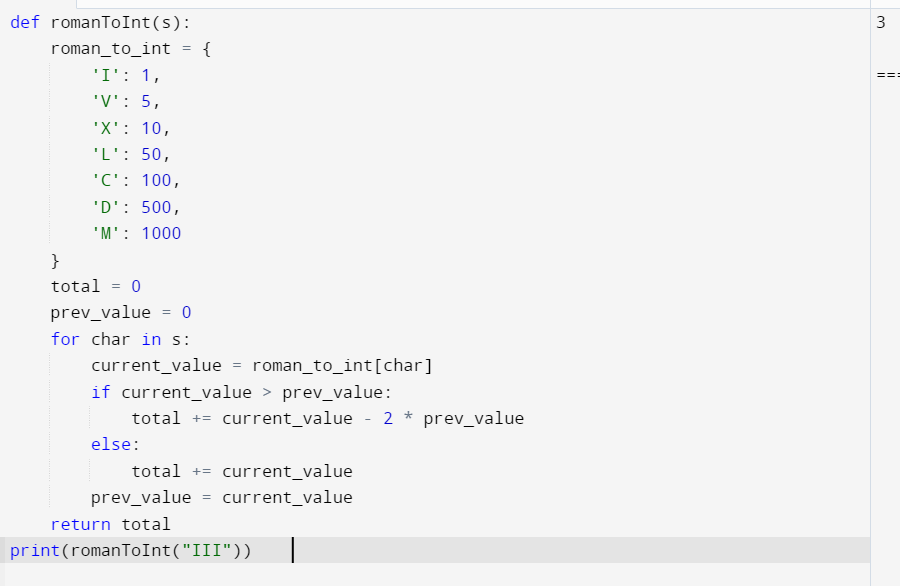 def romanToInt(s):
    roman_to_int = {
        'I': 1,
        'V': 5,
        'X': 10,
        'L': 50,
        'C': 100,
        'D': 500,
        'M': 1000
    }
    total = 0
    prev_value = 0
    for char in s:
        current_value = roman_to_int[char]
        if current_value > prev_value:
            total += current_value - 2 * prev_value
        else:
            total += current_value
        prev_value = current_value
    return total
print(romanToInt("III"))
3
===